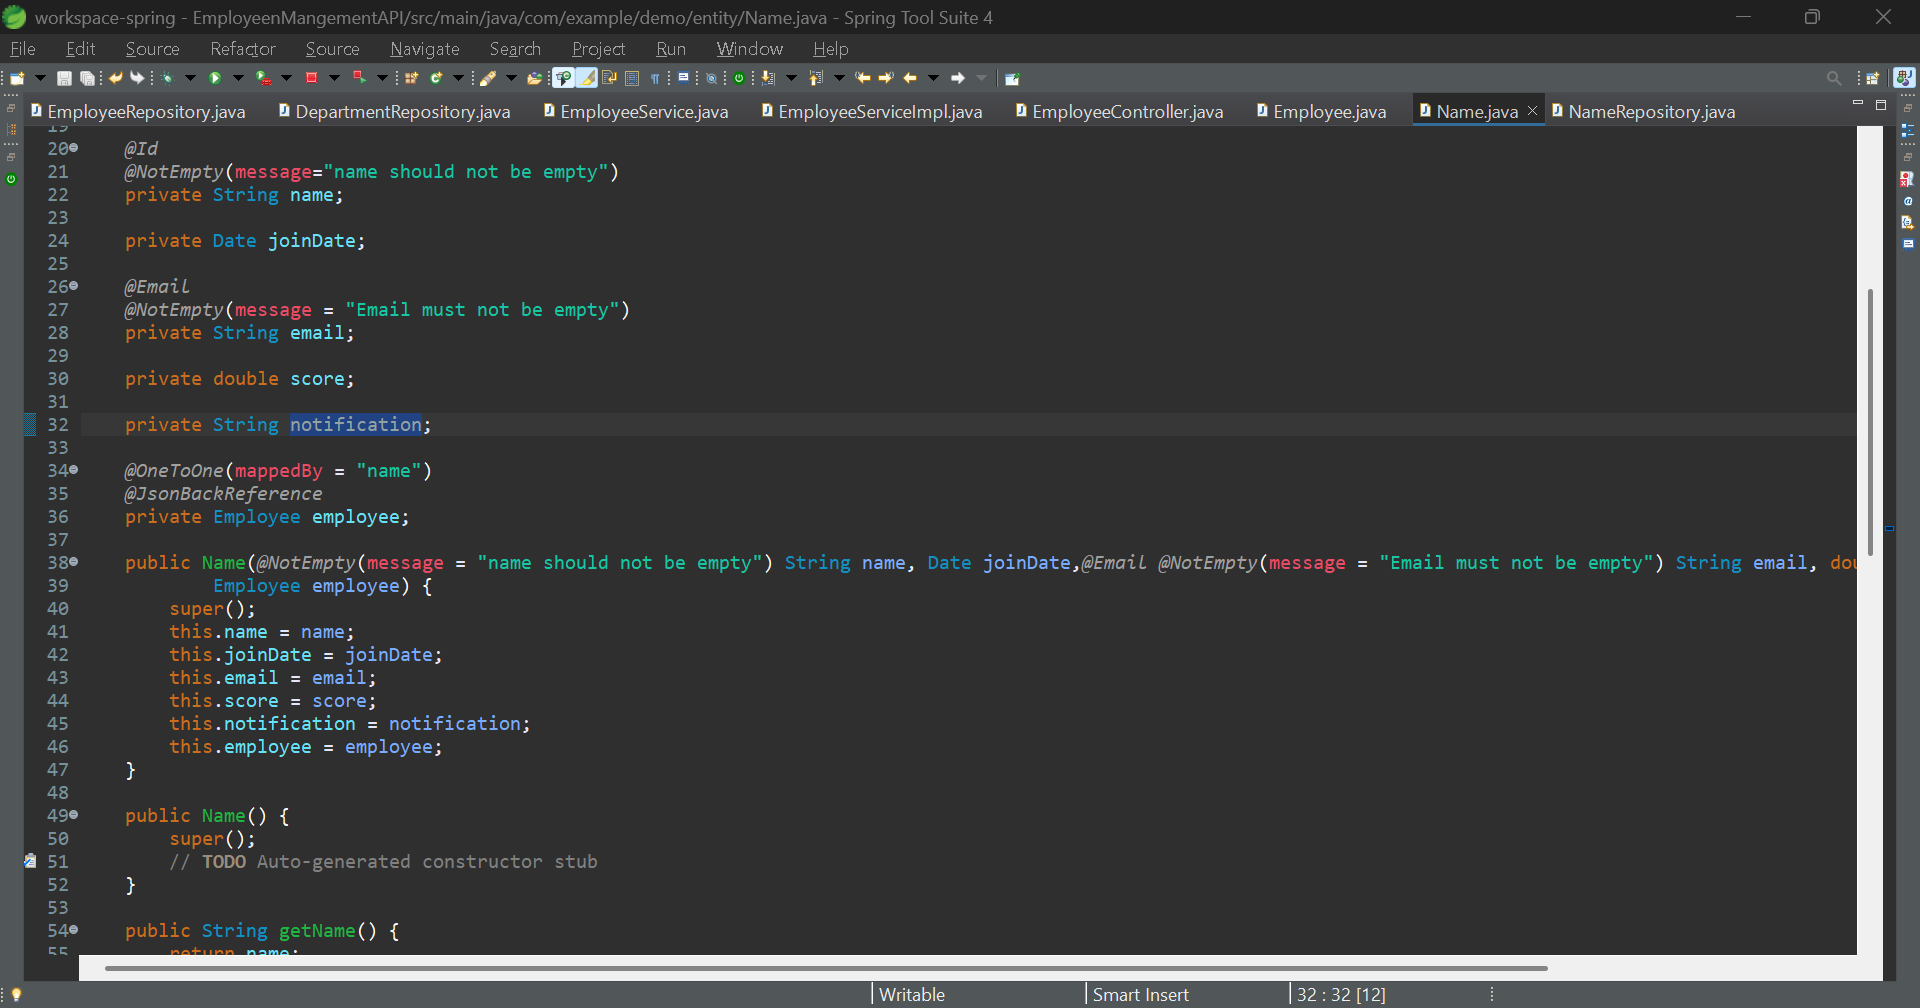 workspace-spring - EmployeenMangementAPI/src/main/java/com/example/demo/entity/Name.java - Spring Tool Suite 4
File Edit Source Refactor Source Navigate Search Project Run Window Help
EmployeeRepository.java DepartmentRepository.java EmployeeService.java EmployeeServiceImpl.java EmployeeController.java Employee.java Name.java NameRepository.java
19
20 @Id
21 @NotEmpty(message="name should not be empty")
22 private String name;
23
24 private Date joinDate;
25
26 @Email
27 @NotEmpty(message = "Email must not be empty")
28 private String email;
29
30 private double score;
31
32 private String notification;
33
34 @OneToOne(mappedBy = "name")
35 @JsonBackReference
36 private Employee employee;
37
38 public Name(@NotEmpty(message = "name should not be empty") String name, Date joinDate,@Email @NotEmpty(message = "Email must not be empty") String email, dou
39 Employee employee) {
40 super();
41 this.name = name;
42 this.joinDate = joinDate;
43 this.email = email;
44 this.score = score;
45 this.notification = notification;
46 this.employee = employee;
47 }
48
49 public Name() {
50 super();
51 // TODO Auto-generated constructor stub
52 }
53
54 public String getName() {
55 return name;
Writable Smart Insert 32 : 32 [12]